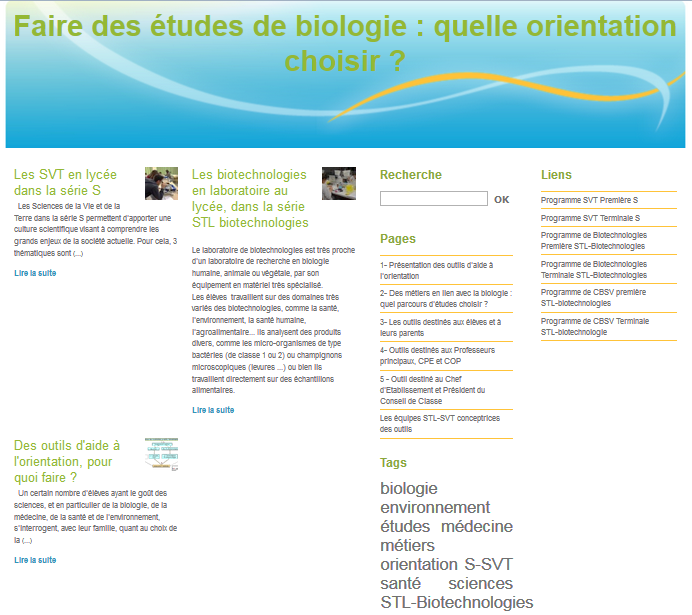 Faire des études de biologie : quelle orientation
choisir ?
Les SVT en lycée
dans la série S
Les Sciences de la Vie et de la
Terre dans la série S permettent d'apporter une
culture scientifique visant à comprendre les
grands enjeux de la société actuelle. Pour cela, 3
thématiques sont (...)
Lire la suite
Les biotechnologies
en laboratoire au
lycée, dans la série
STL biotechnologies
Le laboratoire de biotechnologies est très proche
d'un laboratoire de recherche en biologie
humaine, animale ou végétale, par son
équipement en matériel très spécialisé.
Les élèves travaillent sur des domaines très
variés des biotechnologies, comme la santé,
l'environnement, la santé humaine,
l'agroalimentaire... Ils analysent des produits
divers, comme les micro-organismes de type
bactéries (de classe 1 ou 2) ou champignons
microscopiques (levures ...) ou bien ils
travaillent directement sur des échantillons
alimentaires.
Lire la suite
Des outils d'aide à
l'orientation, pour
quoi faire ?
Un certain nombre d'élèves ayant le goût des
sciences, et en particulier de la biologie, de la
médecine, de la santé et de l'environnement,
s'interrogent, avec leur famille, quant au choix de
la (...)
Lire la suite
Recherche
OK
Pages
1- Présentation des outils d'aide à
l'orientation
2- Des métiers en lien avec la biologie :
quel parcours d'études choisir ?
3- Les outils destinés aux élèves et à
leurs parents
4- Outils destinés aux Professeurs
principaux, CPE et COP
5 - Outil destiné au Chef
d'Etablissement et Président du
Conseil de Classe
Les équipes STL-SVT conceptrices
des outils
Tags
biologie
environnement
études médecine
métiers
orientation S-SVT
santé sciences
STL-Biotechnologies
Liens
Programme SVT Première S
Programme SVT Terminale S
Programme de Biotechnologies
Première STL-Biotechnologies
Programme de Biotechnologies
Terminale STL-Biotechnologies
Programme de CBSV première
STL-biotechnologies
Programme de CBSV Terminale
STL-biotechnologie